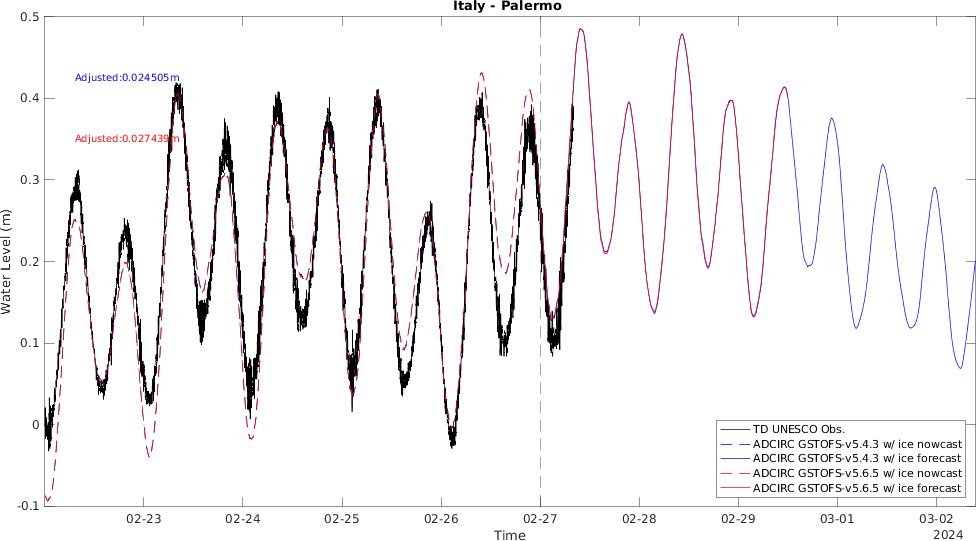 Italy - Palermo
0.5
Adjusted:0.024505m
0.4
Adjusted:0.027439m
0.3
0.2
0.1
0
-0.1
Water Level (m)
TD UNESCO Obs.
ADCIRC GSTOFS-v5.4.3 w/ ice nowcast
ADCIRC GSTOFS-v5.4.3 w/ ice forecast
ADCIRC GSTOFS-v5.6.5 w/ ice nowcast
ADCIRC GSTOFS-v5.6.5 w/ ice forecast
02-23 02-24 02-25 02-26 02-27 02-28 02-29 03-01 03-02
Time
2024